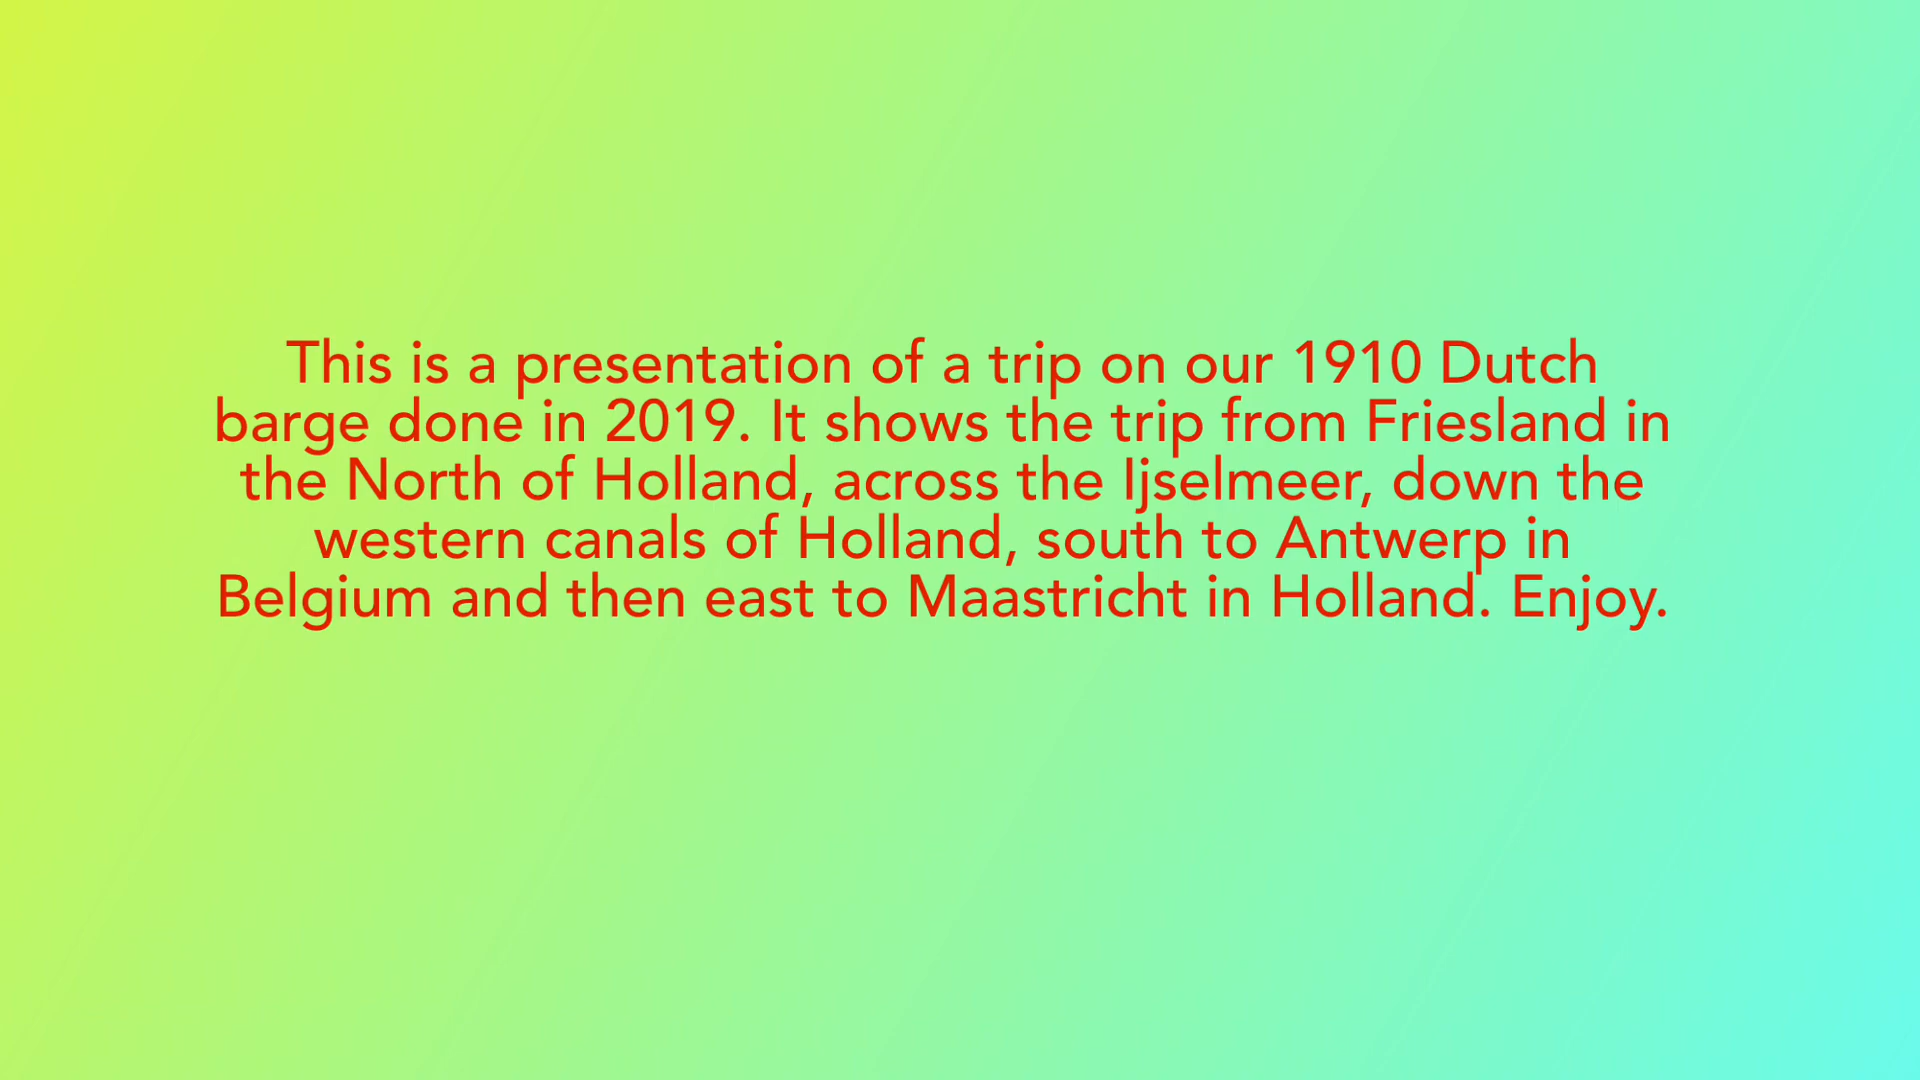 This is a presentation of a trip on our 1910 Dutch
barge done in 2019. It shows the trip from Friesland in
the North of Holland, across the Ijselmeer, down the
western canals of Holland, south to Antwerp in
Belgium and then east to Maastricht in Holland. Enjoy.